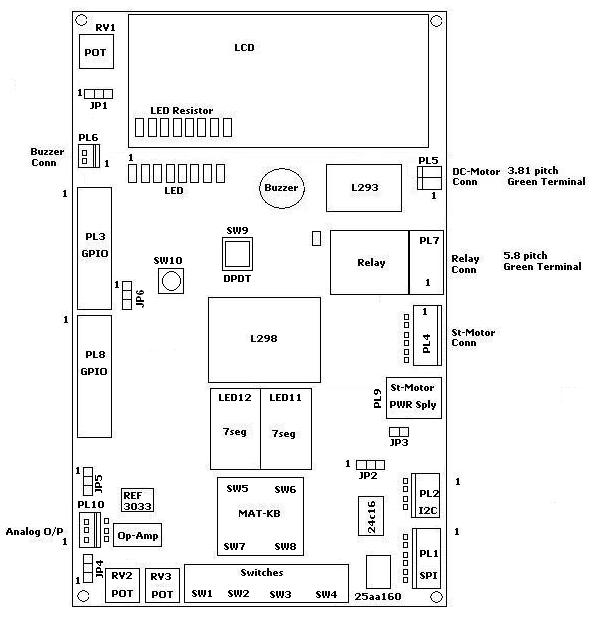 RV1
POT
LCD
1
JP1
LED Resistor
PL6
Buzzer
Conn
1
1
LED
PL5
DC-Motor
Conn
3.81 pitch
Green Terminal
1
Buzzer
L293
1
PL3
GPIO
SW9
DPDT
SW10
Relay
PL7
1
Relay
Conn
5.8 pitch
Green Terminal
1
JP6
1
PL8
GPIO
L298
1
PL4
St-Motor
Conn
PL9
St-Motor
PWR Sply
JP3
LED12
LED11
7seg
7seg
1
JP2
1
JP5
REF
3033
SW5
SW6
MAT-KB
SW7
SW8
24c16
PL2
I2C
1
PL10
Analog O/P
1
Op-Amp
1
PL1
SPI
JP4
1
RV2
POT
RV3
POT
Switches
SW1
SW2
SW3
SW4
25aa160